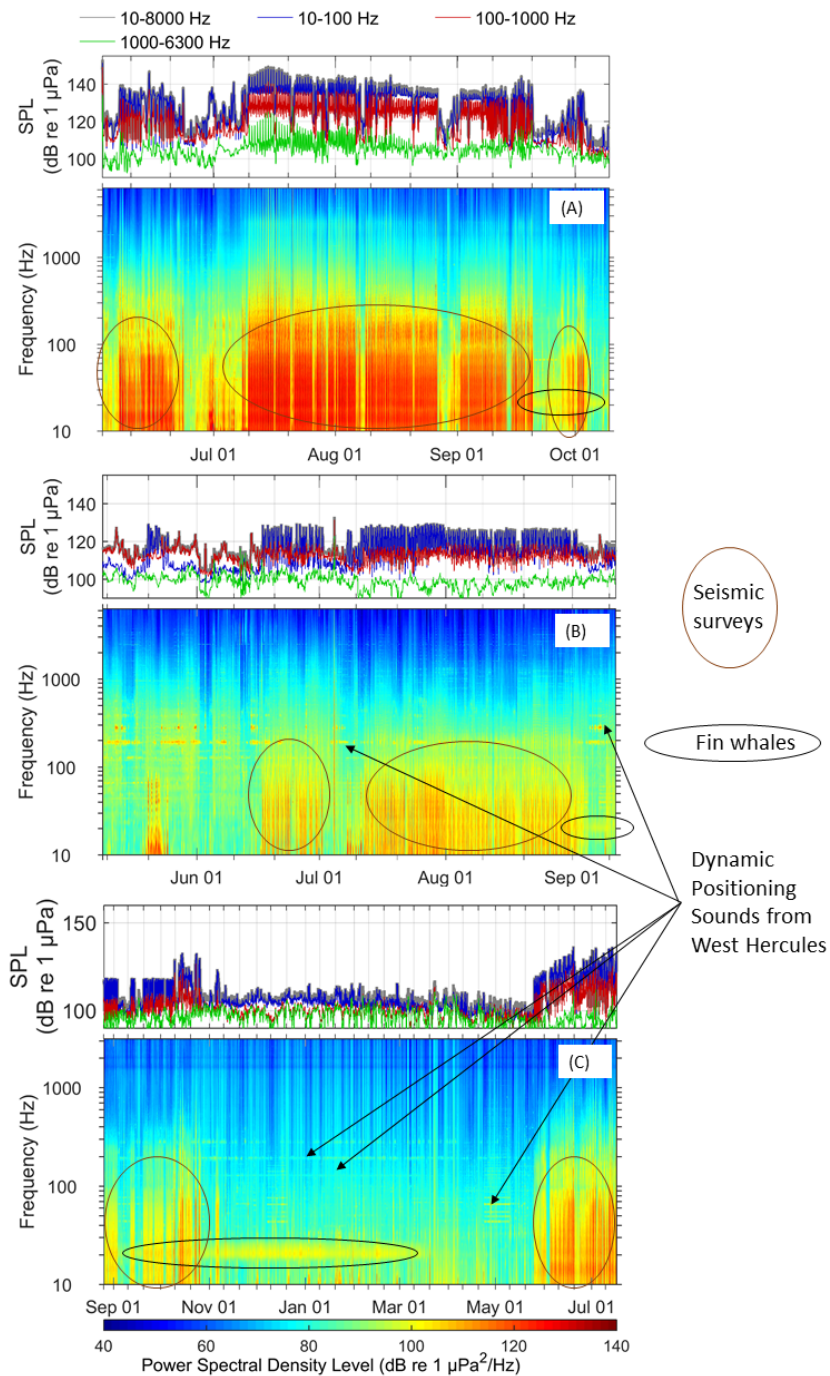 10-8000 Hz 10-100 Hz 100-1000 Hz
1000-6300 Hz
SPL
(dB re 1 µPa)
140
120
100
(A)
Frequency (Hz)
1000
100
10
Jul 01 Aug 01 Sep 01 Oct 01
SPL
(dB re 1 µPa)
140
120
100
(B)
Frequency (Hz)
1000
100
10
Jun 01 Jul 01 Aug 01 Sep 01
Seismic
surveys
Fin whales
Dynamic
Positioning
Sounds from
West Hercules
SPL
(dB re 1 µPa)
150
100
(C)
Frequency (Hz)
1000
100
10
Sep 01 Nov 01 Jan 01 Mar 01 May 01 Jul 01
40 60 80 100 120 140
Power Spectral Density Level (dB re 1 µPa²/Hz)